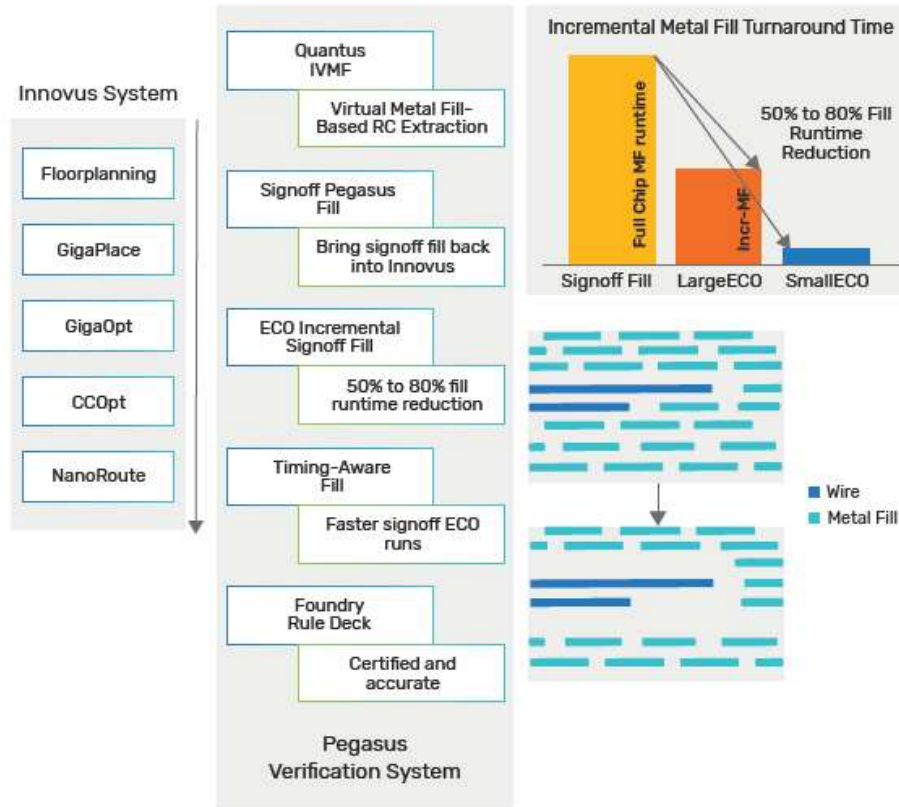 Innovus System
Floorplanning
GigaPlace
GigaOpt
CCOpt
NanoRoute
Quantus
IVMF
Virtual Metal Fill-
Based RC Extraction
Signoff Pegasus
Fill
Bring signoff fill back
into Innovus
ECO Incremental
Signoff Fill
50% to 80% fill
runtime reduction
Timing-Aware
Fill
Faster signoff ECO
runs
Foundry
Rule Deck
Certified and
accurate
Pegasus
Verification System
Incremental Metal Fill Turnaround Time
50% to 80% Fill
Runtime
Reduction
Full Chip MF runtime
Incr-MF
Signoff Fill
LargeECO
SmallECO
Wire
Metal Fill